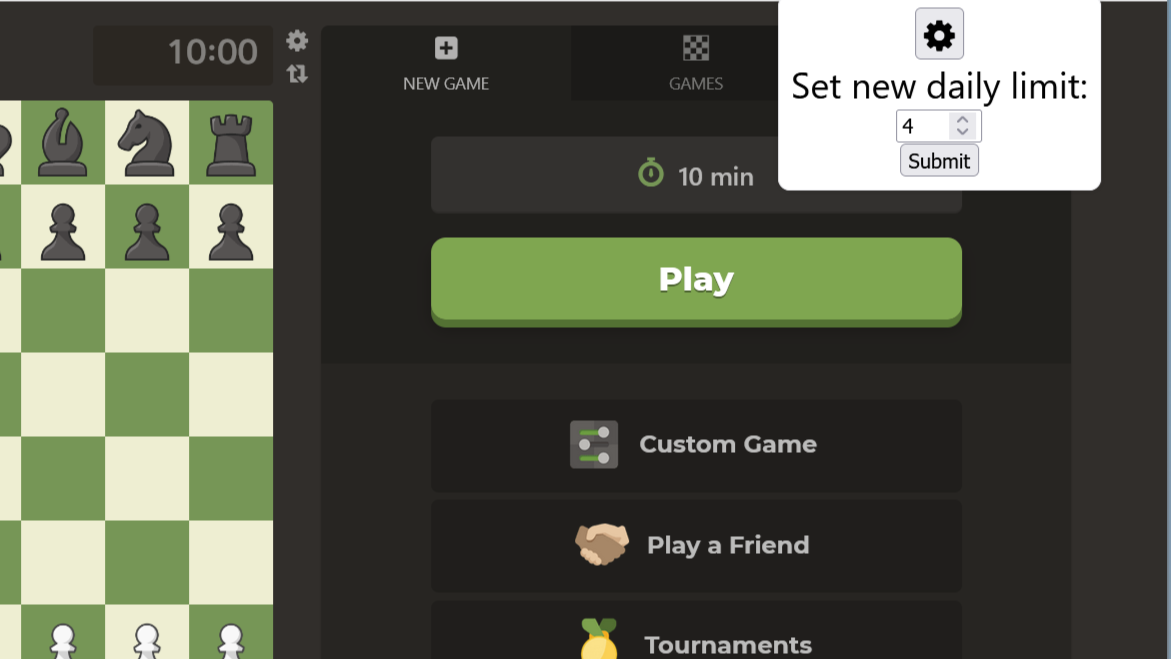 10:00
NEW GAME
GAMES
Set new daily limit:
4
Submit
10 min
Play
Custom Game
Play a Friend
Tournaments